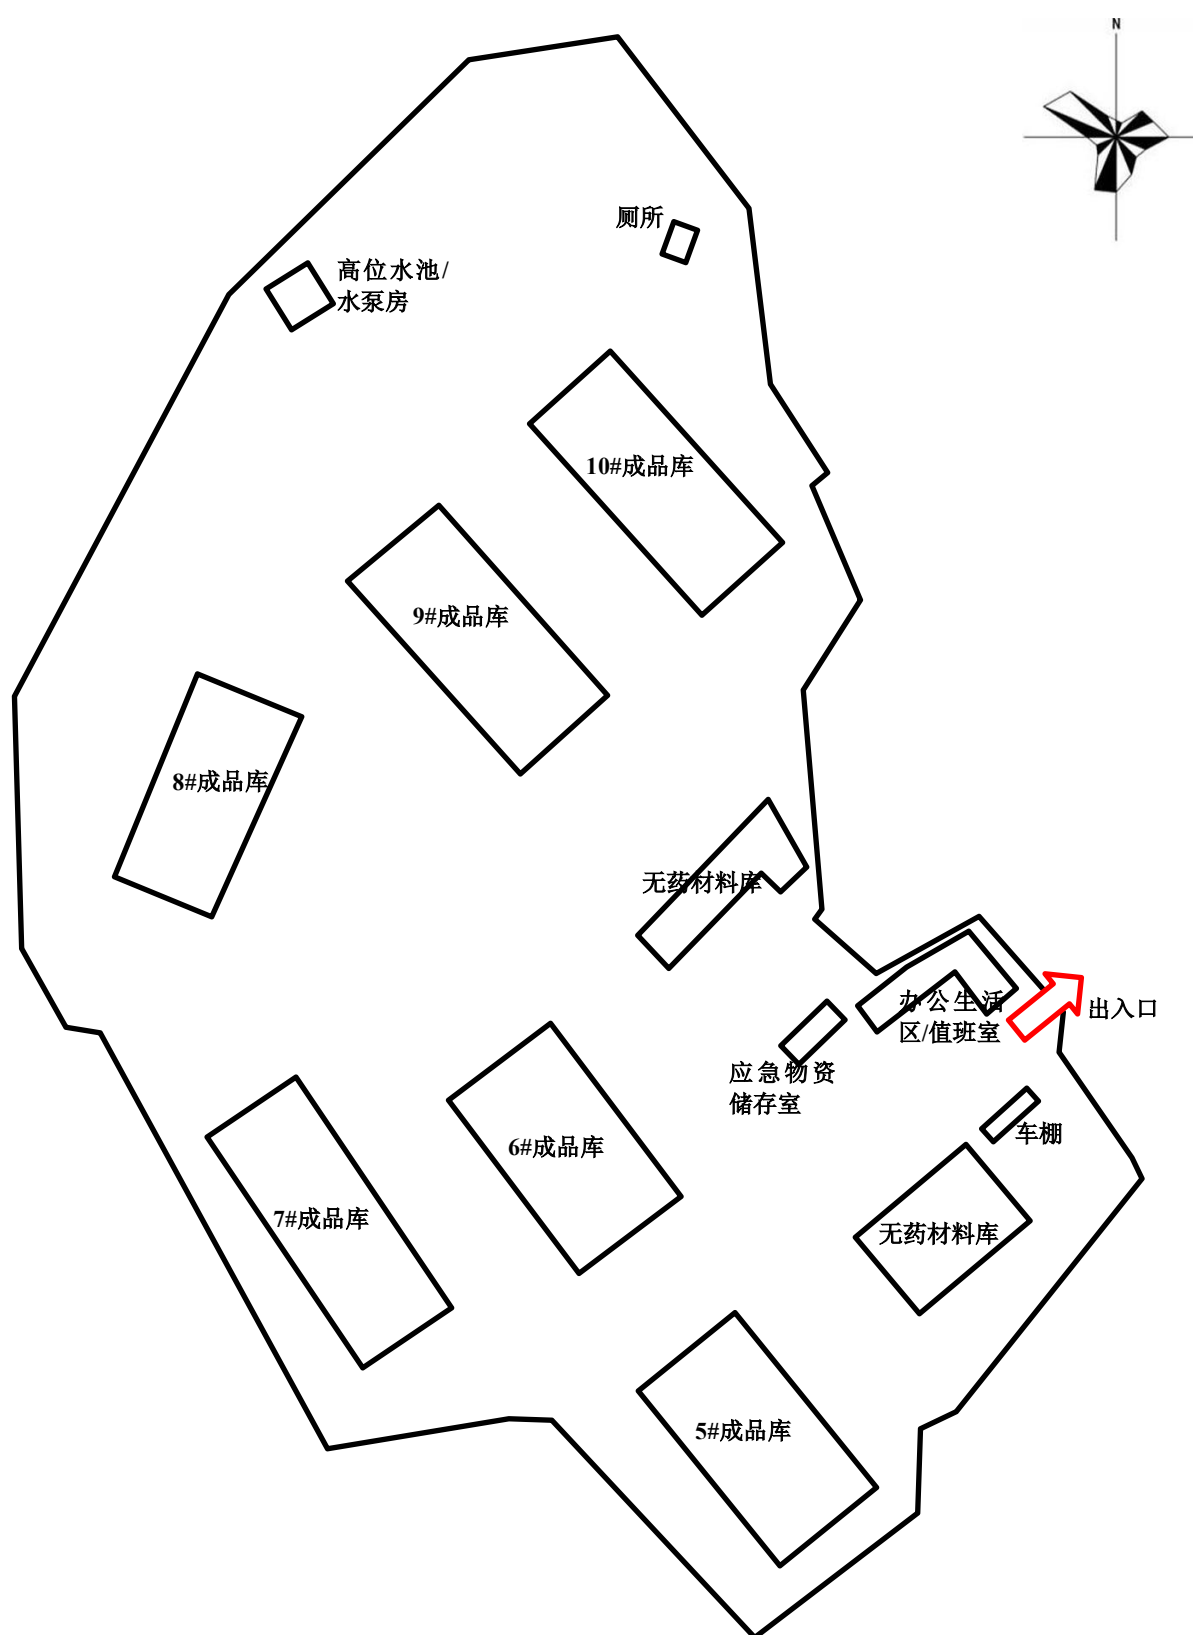 N
厕所
高位水池/
水泵房
10#成品库
9#成品库
8#成品库
无药材料库
办公生活
区/值班室
出入口
应急物资
储存室
车棚
6#成品库
7#成品库
无药材料库
5#成品库